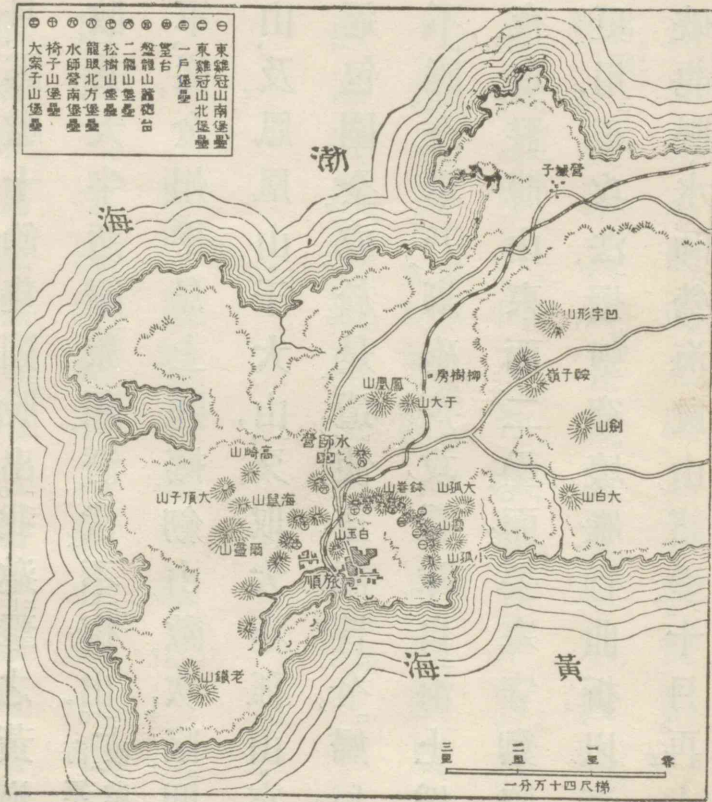 ㊀東雞冠山南堡壘
㊁東雞冠山北堡壘
㊂一戶堡壘
㊃望台
㊄盤龍山舊砲台
㊅二龍山堡壘
㊆松樹山堡壘
㊇龍眼北方堡壘
㊈水師營南堡壘
㊉椅子山堡壘
大案子山堡壘
渤
海
營城子
山形字凹
房樹柳
山凰鳳
山大于
嶺子鞍
山劍
營師水
山崎高
山子頂大
山鼠海
山卷鉢
山孤大
山白大
山玉白
山孤小
順旅
山鐵老
海
黃
三里
二里
一里
零
一分万十四尺梯